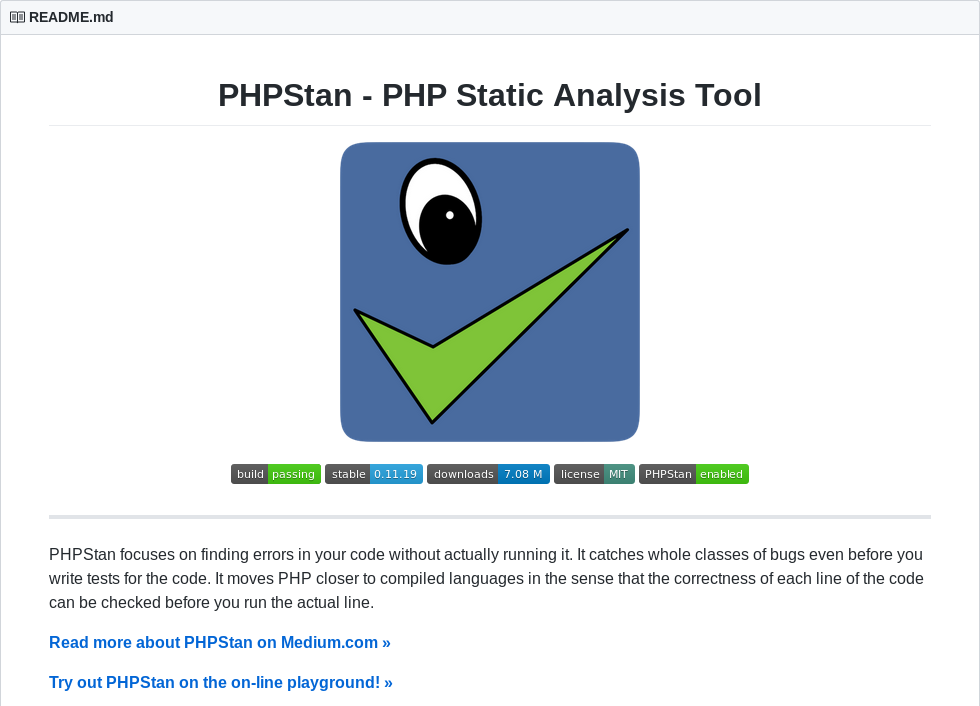 README.md
PHPStan - PHP Static Analysis Tool
build passing stable 0.11.19 downloads 7.08 M license MIT PHPStan enabled
PHPStan focuses on finding errors in your code without actually running it. It catches whole classes of bugs even before you
write tests for the code. It moves PHP closer to compiled languages in the sense that the correctness of each line of the code
can be checked before you run the actual line.
Read more about PHPStan on Medium.com »
Try out PHPStan on the on-line playground! »